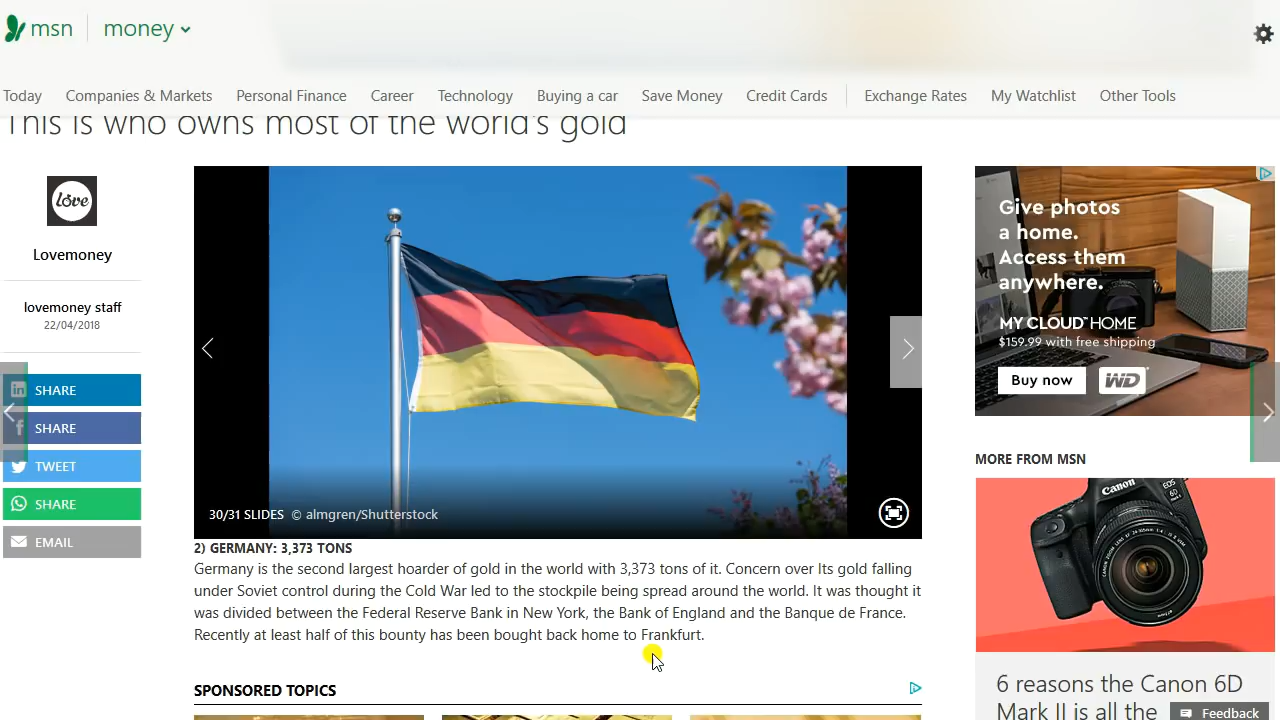 msn
money
Today
Companies & Markets
Personal Finance
Career
Technology
Buying a car
Save Money
Credit Cards
Exchange Rates
My Watchlist
Other Tools
This is who owns most of the world's gold
love
Lovemoney
lovemoney staff
22/04/2018
in SHARE
f SHARE
TWEET
SHARE
EMAIL
30/31 SLIDES © almgren/Shutterstock
2) GERMANY: 3,373 TONS
Germany is the second largest hoarder of gold in the world with 3,373 tons of it. Concern over Its gold falling
under Soviet control during the Cold War led to the stockpile being spread around the world. It was thought it
was divided between the Federal Reserve Bank in New York, the Bank of England and the Banque de France.
Recently at least half of this bounty has been bought back home to Frankfurt.
SPONSORED TOPICS
Give photos
a home.
Access them
anywhere.
MY CLOUD™ HOME
$159.99 with free shipping
Buy now
WD
MORE FROM MSN
Canon
EOS
6D
6 reasons the Canon 6D
Mark II is all the
Feedback